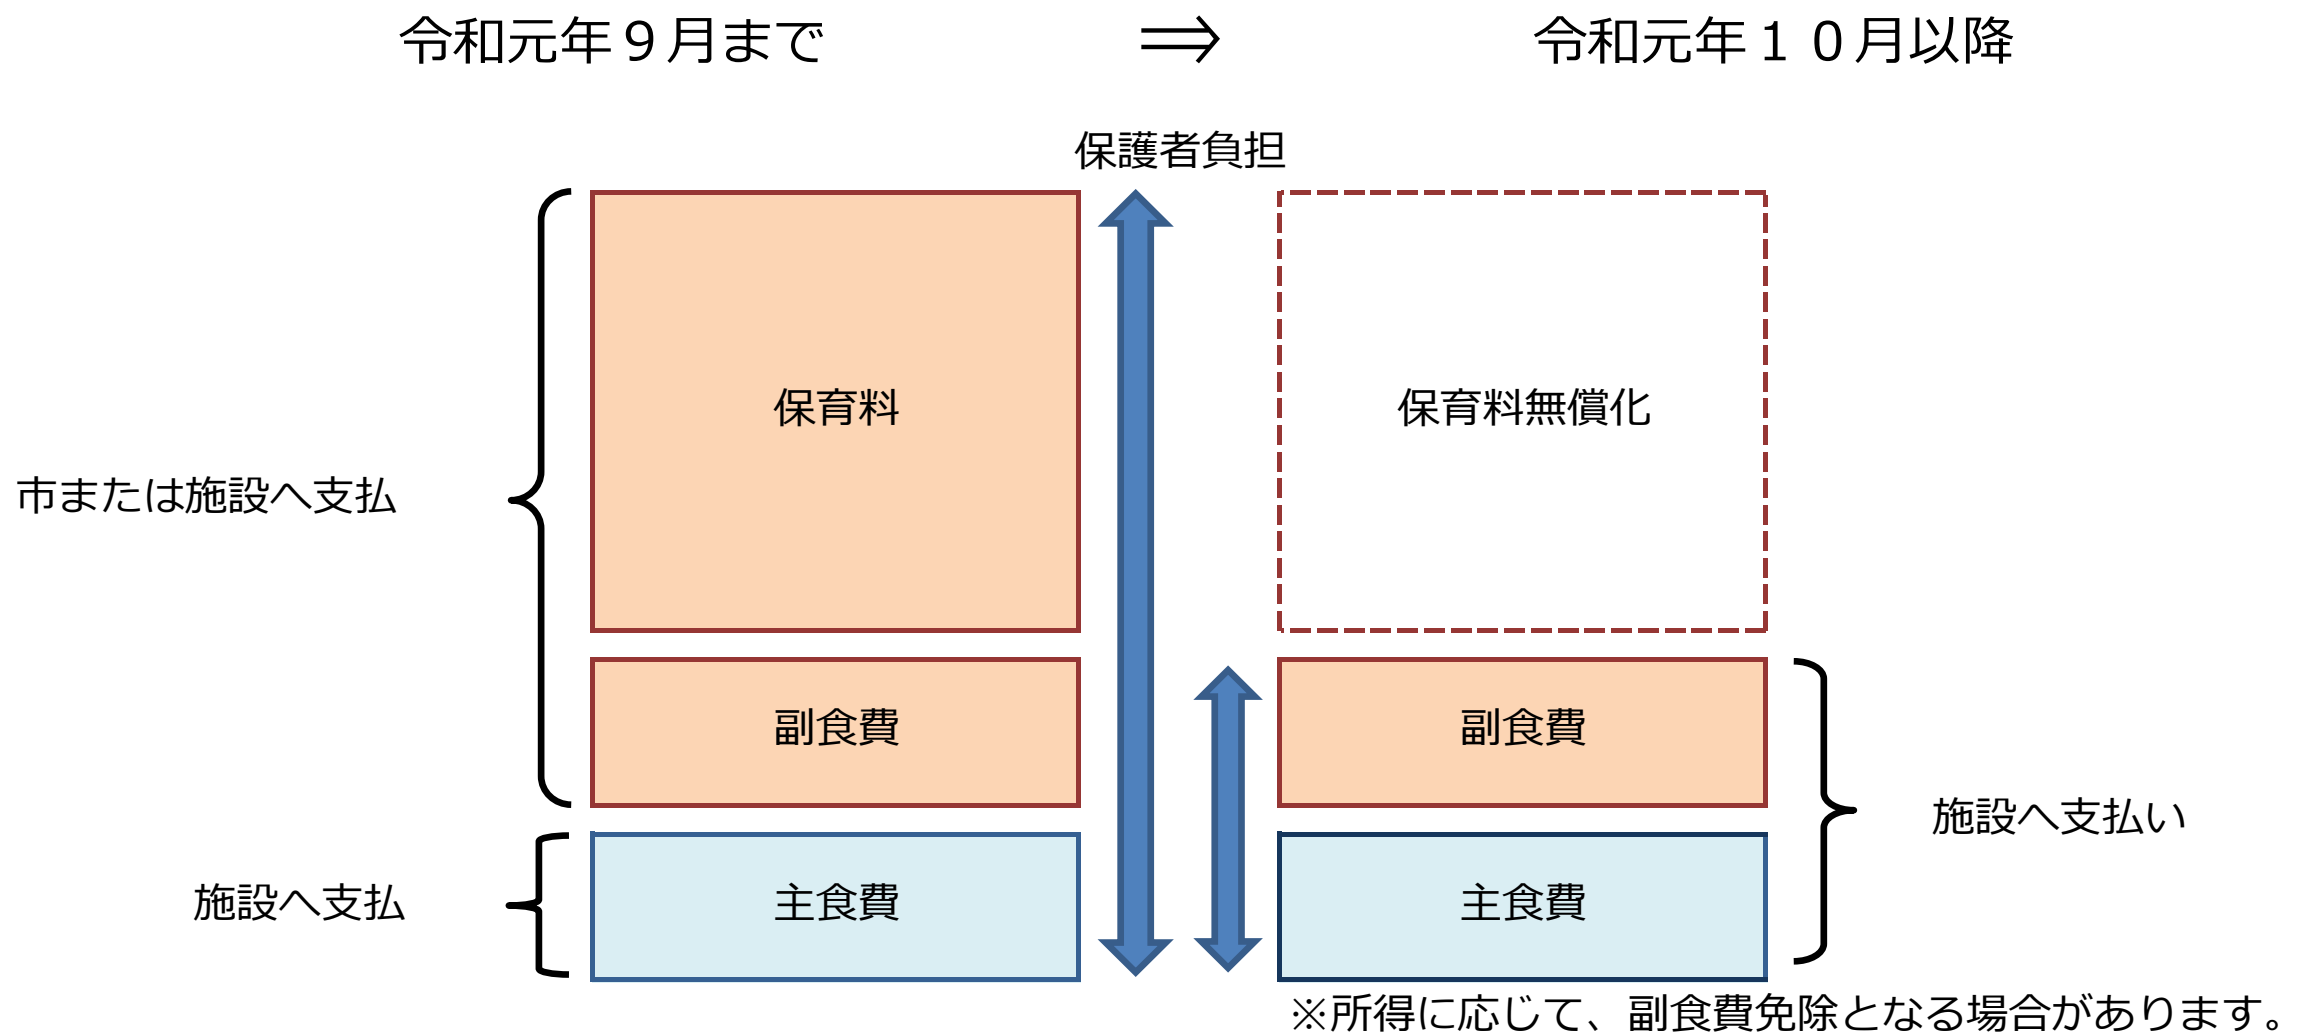 令和元年９月まで ⇒ 令和元年１０月以降
保護者負担
保育料
保育料無償化
市または施設へ支払
副食費
副食費
施設へ支払い
施設へ支払
主食費
主食費
※所得に応じて、副食費免除となる場合があります。